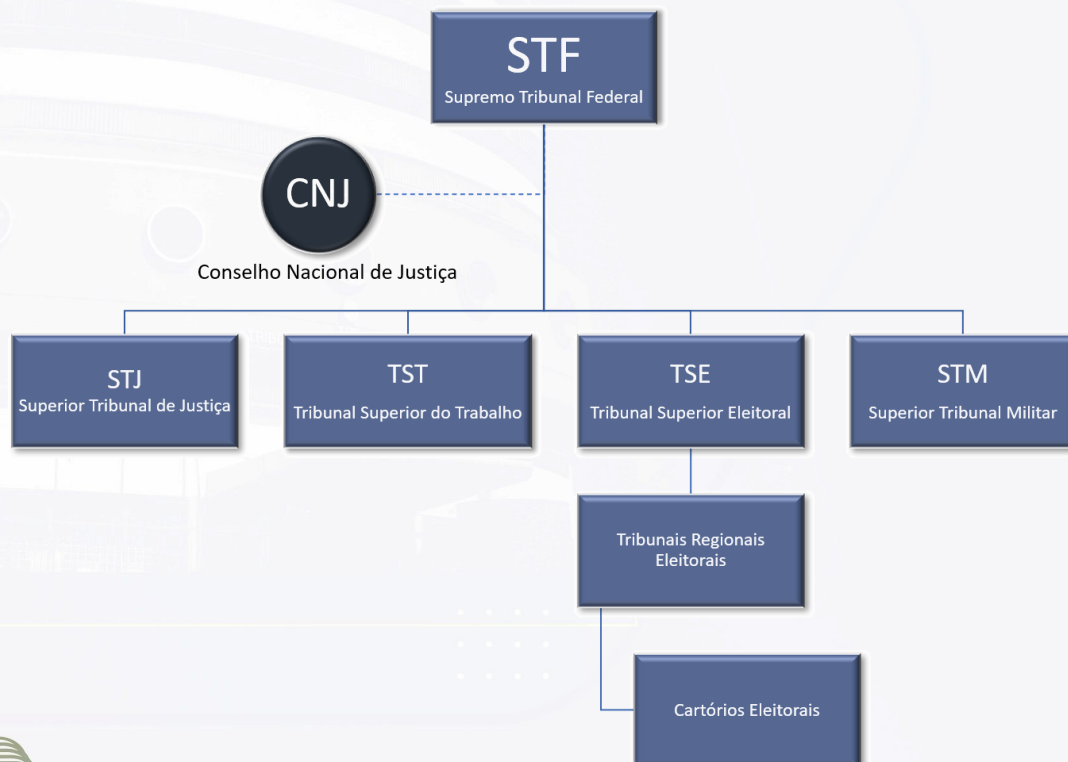 STF
Supremo Tribunal Federal
CNJ
Conselho Nacional de Justiça
STJ
Superior Tribunal de Justiça
TST
Tribunal Superior do Trabalho
TSE
Tribunal Superior Eleitoral
STM
Superior Tribunal Militar
Tribunais Regionais
Eleitorais
Cartórios Eleitorais